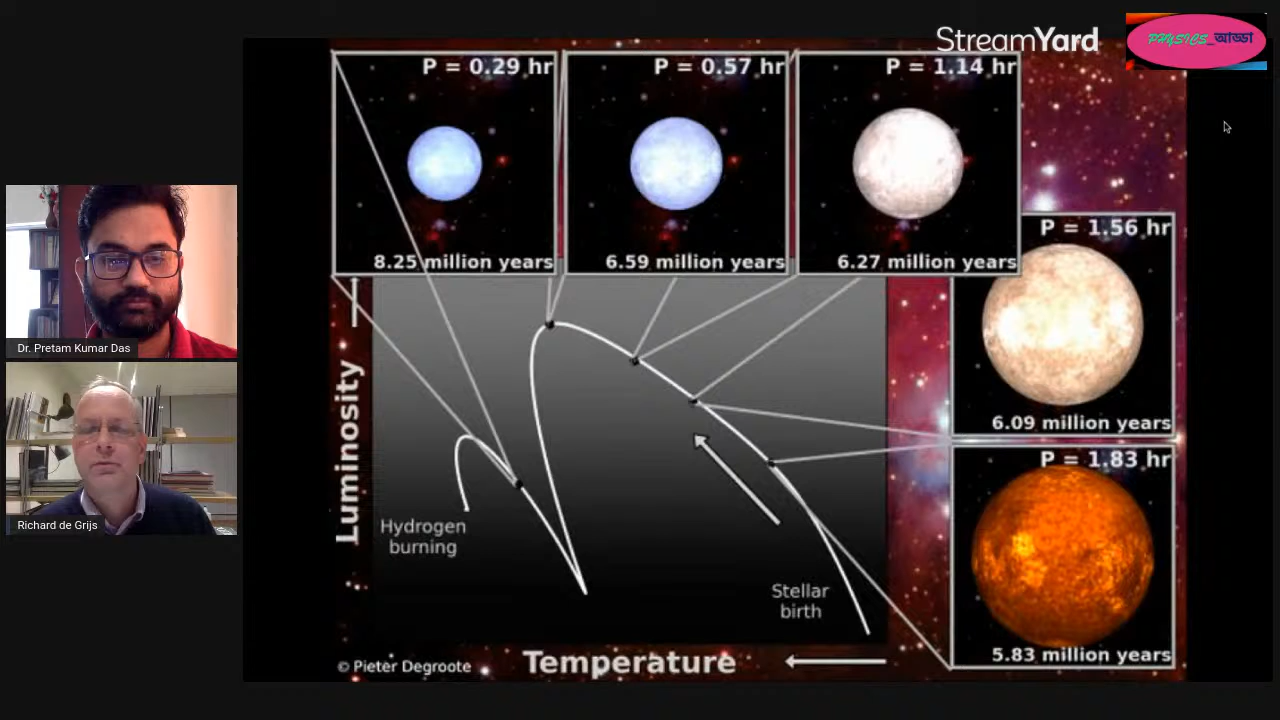 StreamYard
PHYSICS_আড্ডা
P = 0.29 hr
P = 0.57 hr
P = 1.14 hr
8.25 million years
6.59 million years
6.27 million years
P = 1.56 hr
6.09 million years
P = 1.83 hr
5.83 million years
Luminosity
Hydrogen
burning
Stellar
birth
© Pieter Degroote
Temperature
Dr. Pretam Kumar Das
Richard de Grijs